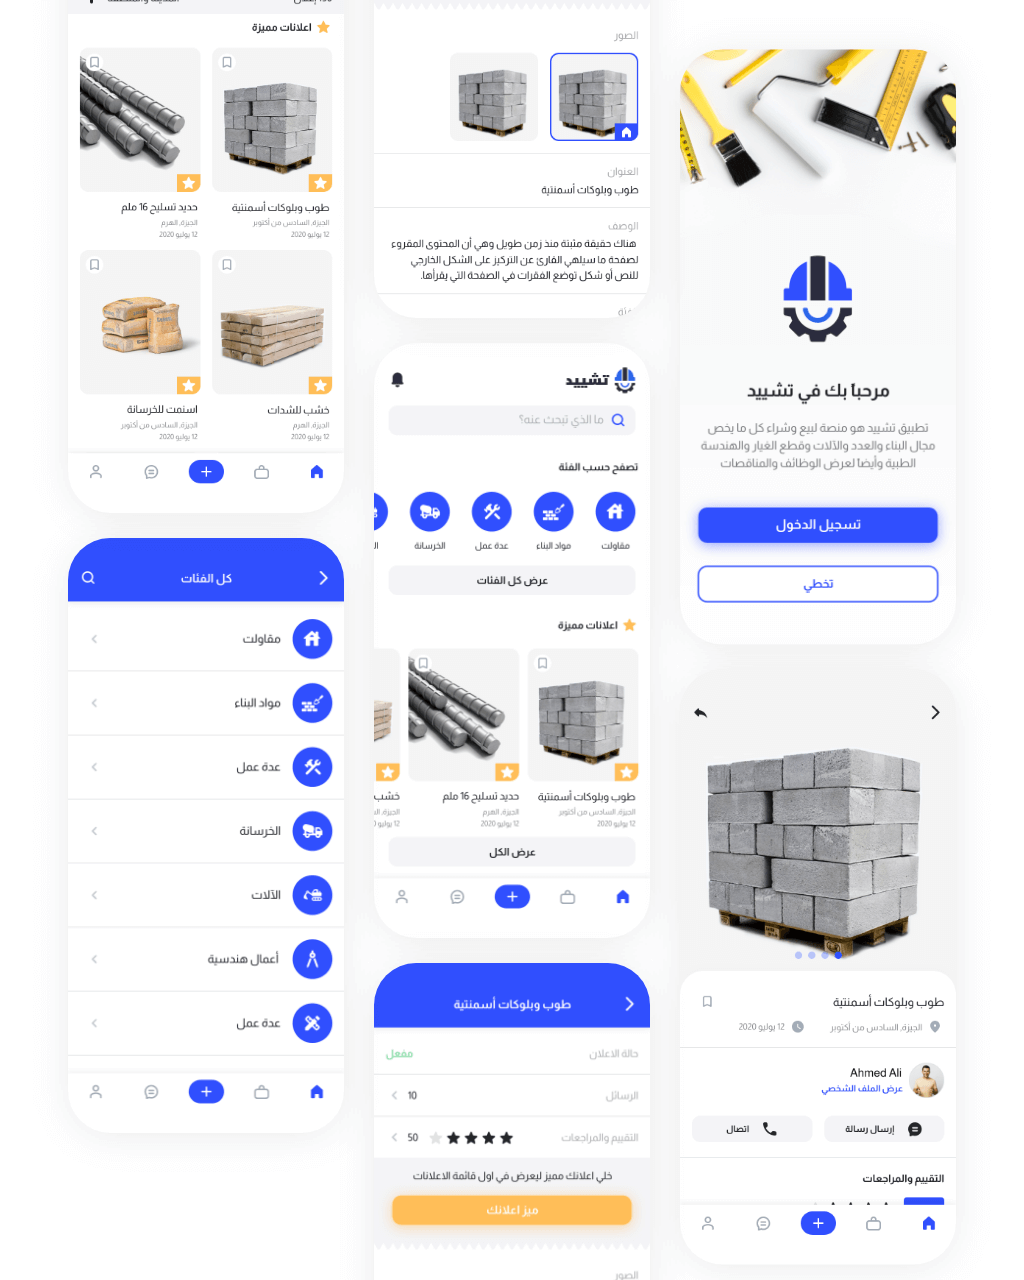 الصور
العنوان
طوب وبلوكات أسمنتية
الوصف
هناك حقيقة مثبتة منذ زمن طويل وهي أن المحتوى المقروء
لصفحة ما سيلهي القارئ عن التركيز على الشكل الخارجي
للنص أو شكل توضع الفقرات في الصفحة التي يقرأها.
اعلانات مميزة
طوب وبلوكات أسمنتية
الجيزة, السادس من أكتوبر
12 يوليو 2020
حديد تسليح 16 ملم
الجيزة, الهرم
12 يوليو 2020
خشب للشدات
الجيزة, الهرم
12 يوليو 2020
اسمنت للخرسانة
الجيزة, السادس من أكتوبر
12 يوليو 2020
مرحباً بك في تشييد
تطبيق تشييد هو منصة لبيع وشراء كل ما يخص
مجال البناء والعدد والآلات وقطع الغيار والهندسة
الطبية وأيضاً لعرض الوظائف والمناقصات
تسجيل الدخول
تخطي
تشييد
ما الذي تبحث عنه؟
تصفح حسب الفئة
مقاولت
مواد البناء
عدة عمل
الخرسانة
عرض كل الفئات
اعلانات مميزة
طوب وبلوكات أسمنتية
الجيزة, السادس من أكتوبر
12 يوليو 2020
حديد تسليح 16 ملم
الجيزة, الهرم
12 يوليو 2020
خشب
عرض الكل
كل الفئات
مقاولت
مواد البناء
عدة عمل
الخرسانة
الآلات
أعمال هندسية
عدة عمل
طوب وبلوكات أسمنتية
الجيزة, السادس من أكتوبر
12 يوليو 2020
Ahmed Ali
عرض الملف الشخصي
إرسال رسالة
اتصال
التقييم والمراجعات
طوب وبلوكات أسمنتية
حالة الاعلان
مفعل
الرسائل
10
التقييم والمراجعات
50
خلي اعلانك مميز ليعرض في اول قائمة الاعلانات
ميز اعلانك
الصور